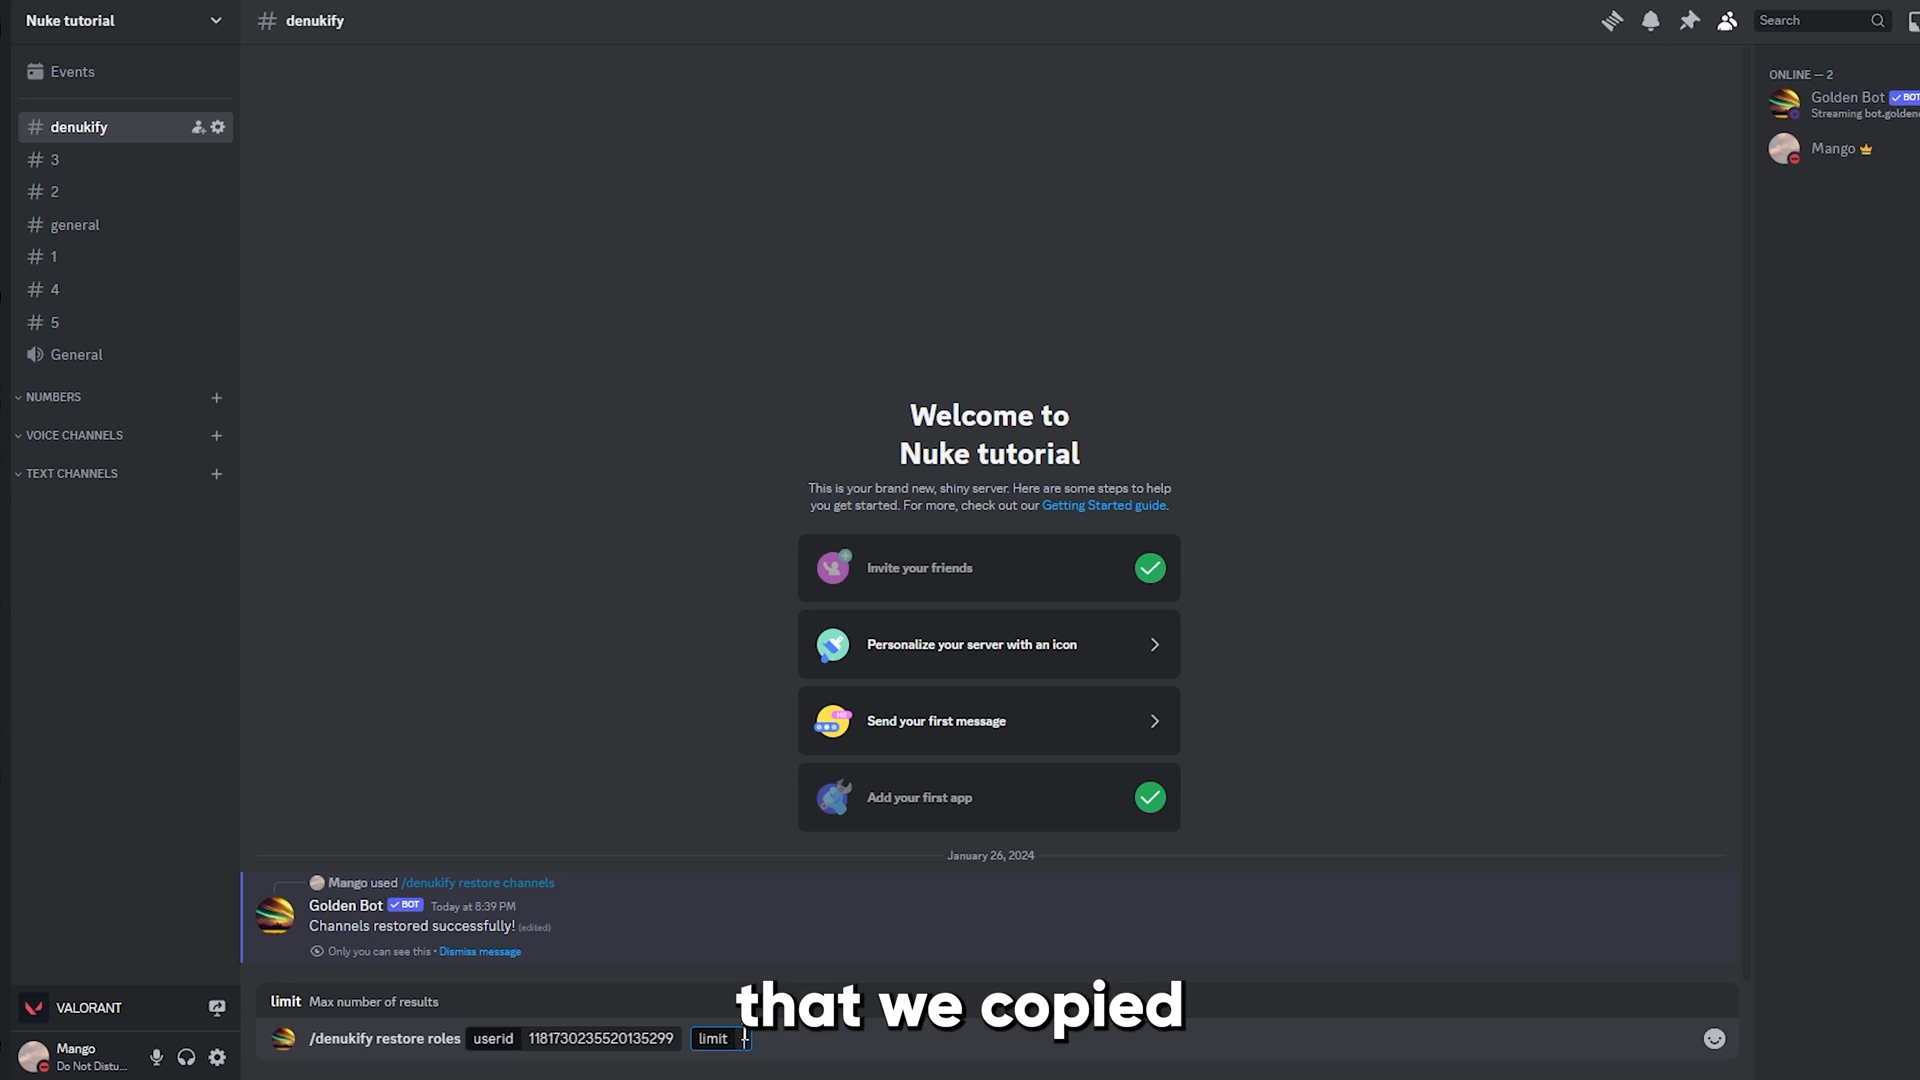 Nuke tutorial
denukify
Search
Events
denukify
3
2
general
1
4
5
General
NUMBERS
VOICE CHANNELS
TEXT CHANNELS
ONLINE — 2
Golden Bot BOT
Streaming bot.goldene
Mango
Welcome to
Nuke tutorial
This is your brand new, shiny server. Here are some steps to help
you get started. For more, check out our Getting Started guide.
Invite your friends
Personalize your server with an icon
Send your first message
Add your first app
January 26, 2024
Mango used /denukify restore channels
Golden Bot BOT Today at 8:39 PM
Channels restored successfully! (edited)
Only you can see this • Dismiss message
limit Max number of results
that we copied
/denukify restore roles userid 1181730235520135299 limit
VALORANT
Mango
Do Not Distu...